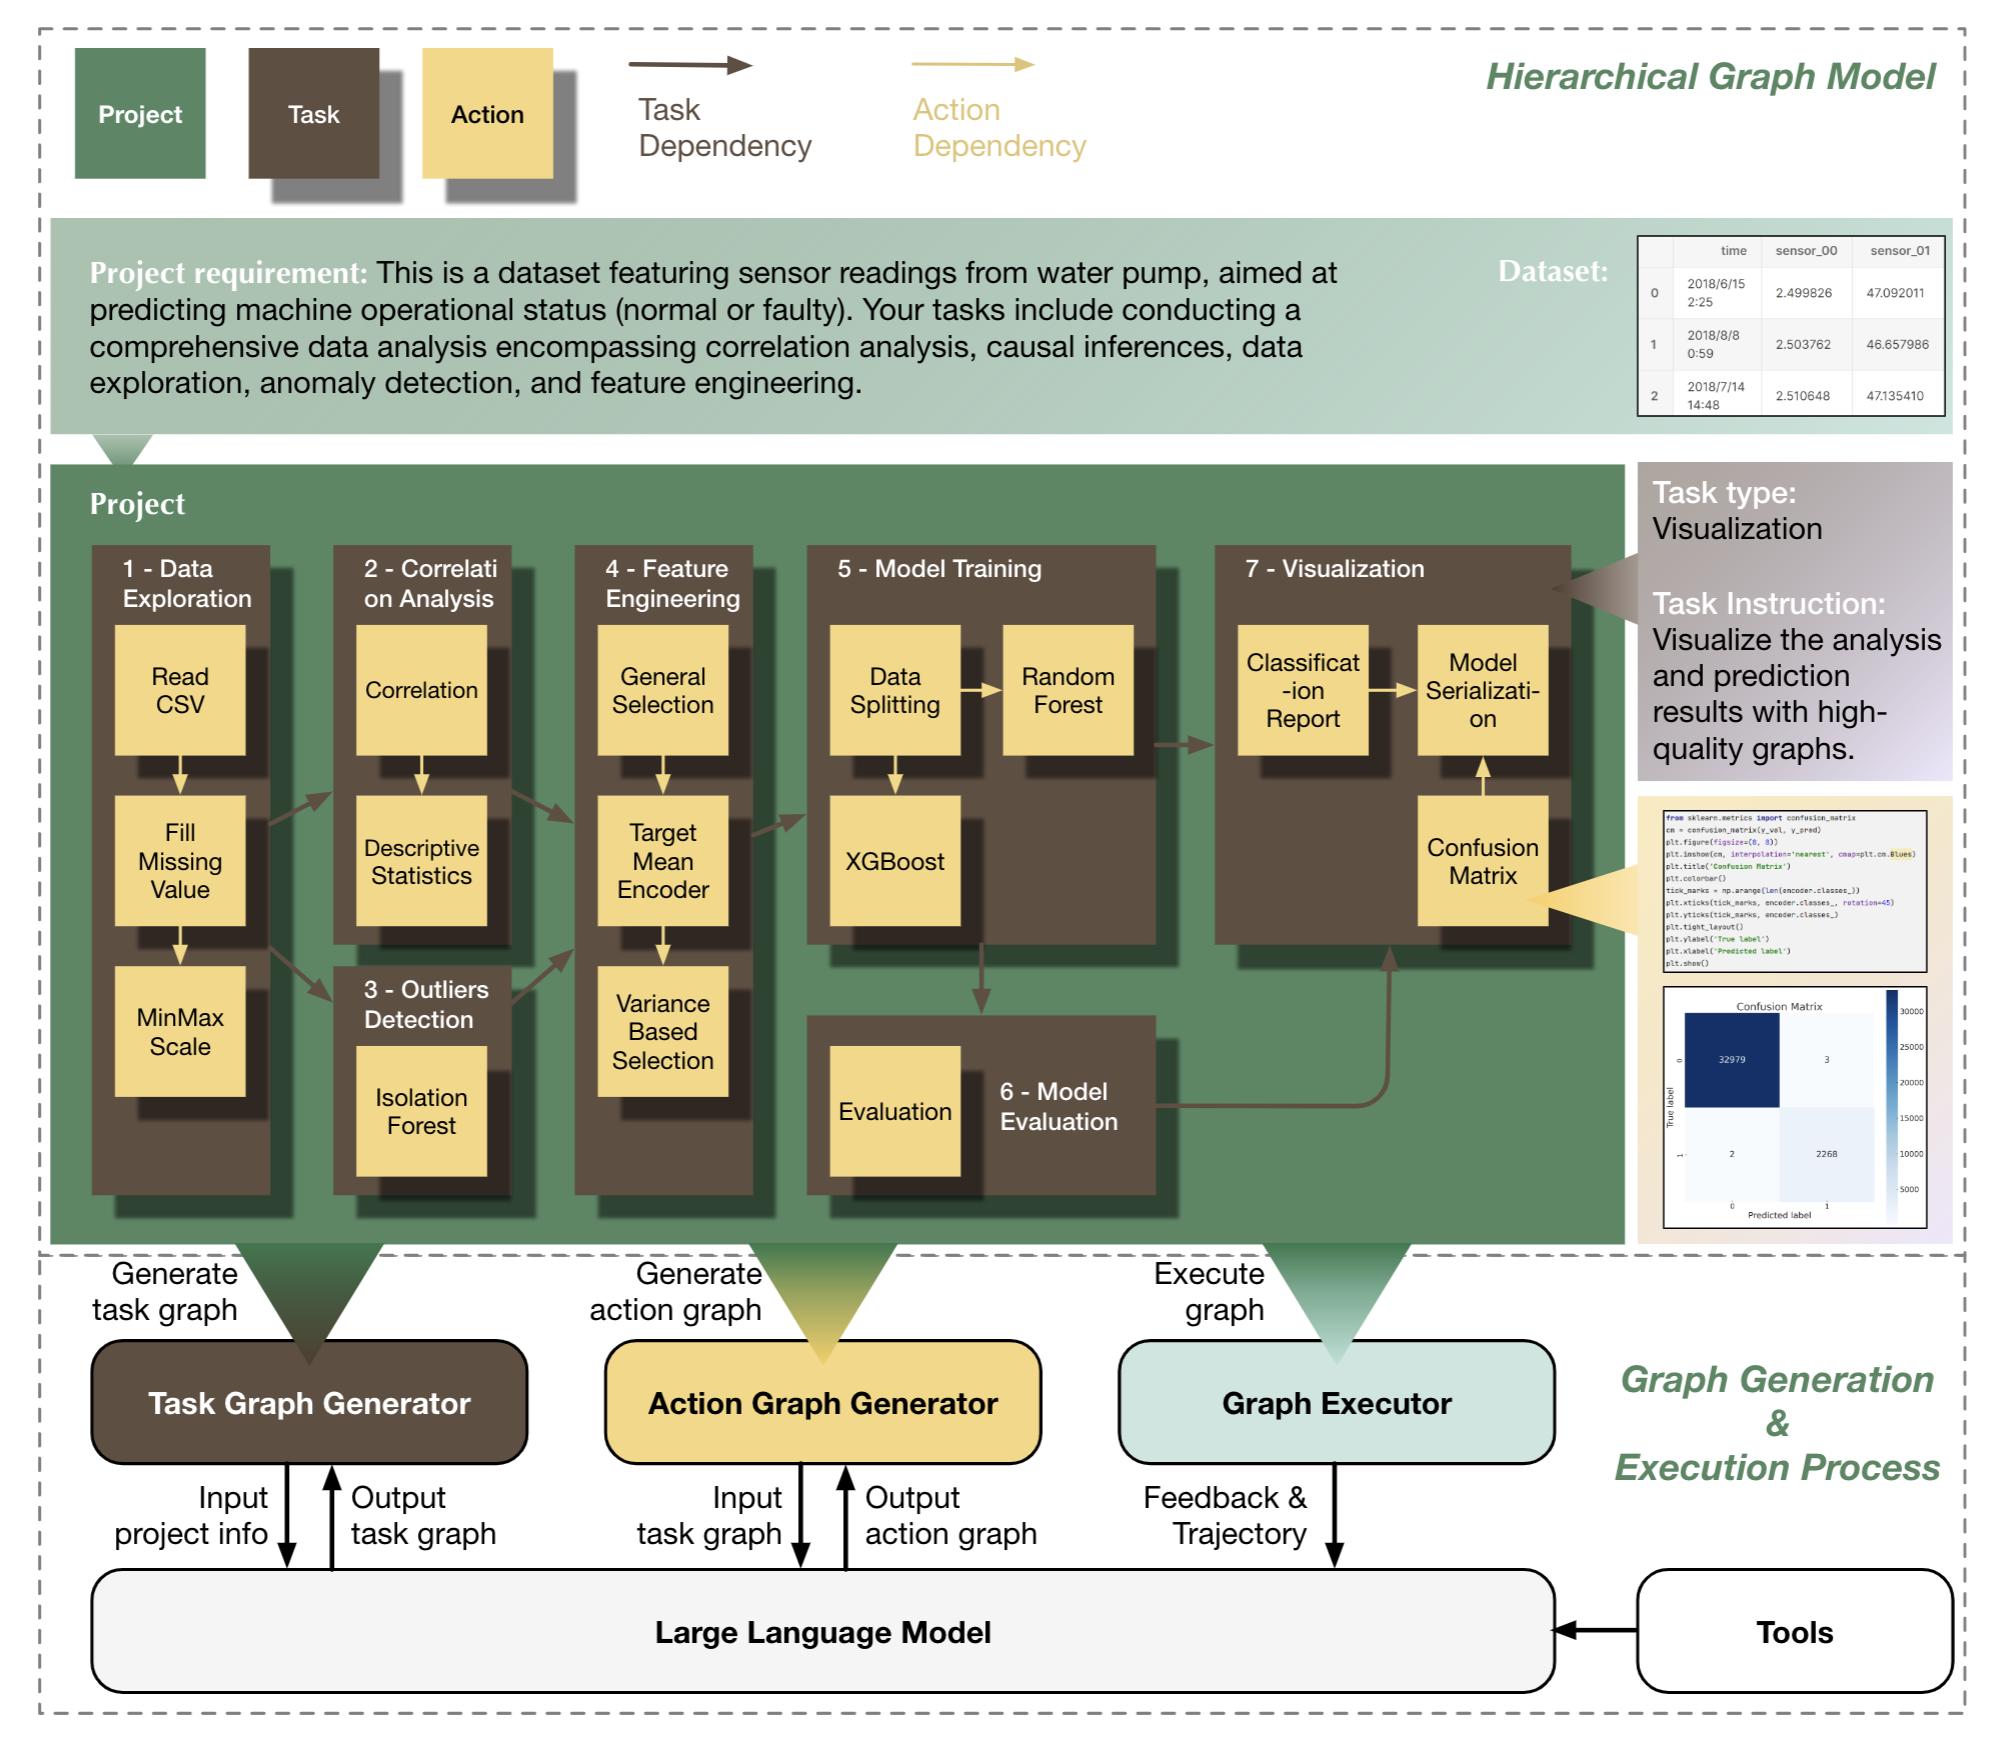 Project
Task
Action
Task
Dependency
Action
Dependency
Hierarchical Graph Model
Project requirement: This is a dataset featuring sensor readings from water pump, aimed at
predicting machine operational status (normal or faulty). Your tasks include conducting a
comprehensive data analysis encompassing correlation analysis, causal inferences, data
exploration, anomaly detection, and feature engineering.
Dataset:
time sensor_00 sensor_01
0 2018/6/15 2.499826 47.092011
2:25
1 2018/8/8 2.503762 46.657986
0:59
2 2018/7/14 2.510648 47.135410
14:48
Project
1 - Data
Exploration
Read
CSV
Fill
Missing
Value
MinMax
Scale
2 - Correlati
on Analysis
Correlation
Descriptive
Statistics
3 - Outliers
Detection
Isolation
Forest
4 - Feature
Engineering
General
Selection
Target
Mean
Encoder
Variance
Based
Selection
5 - Model Training
Data
Splitting
Random
Forest
XGBoost
Evaluation
6 - Model
Evaluation
7 - Visualization
Classificat
-ion
Report
Model
Serializati-
on
Confusion
Matrix
Task type:
Visualization
Task Instruction:
Visualize the analysis
and prediction
results with high-
quality graphs.
from sklearn.metrics import confusion_matrix
cm = confusion_matrix(y_val, y_pred)
plt.figure(figsize=(8, 8))
plt.imshow(cm, interpolation='nearest', cmap=plt.cm.Blues)
plt.title('Confusion Matrix')
plt.colorbar()
tick_marks = np.arange(len(encoder.classes_))
plt.xticks(tick_marks, encoder.classes_, rotation=45)
plt.yticks(tick_marks, encoder.classes_)
plt.tight_layout()
plt.ylabel('True label')
plt.xlabel('Predicted label')
plt.show()
Confusion Matrix
32979 3
2 2268
0
1
True label
0 1
Predicted label
30000
25000
20000
15000
10000
5000
Generate
task graph
Generate
action graph
Execute
graph
Task Graph Generator
Action Graph Generator
Graph Executor
Graph Generation
&
Execution Process
Input
project info
Output
task graph
Input
task graph
Output
action graph
Feedback &
Trajectory
Large Language Model
Tools